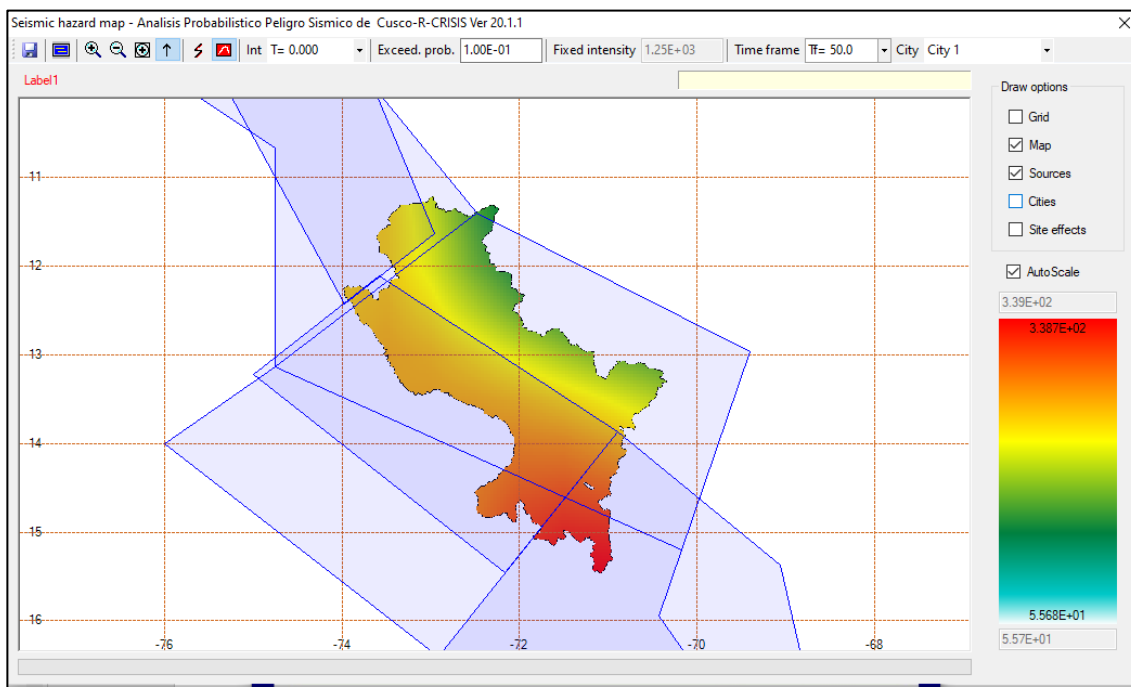 Seismic hazard map - Analisis Probabilistico Peligro Sismico de Cusco-R-CRISIS Ver 20.1.1
Int T= 0.000 Exceed. prob. 1.00E-01 Fixed intensity 1.25E+03 Time frame Tf= 50.0 City City 1
Label1
Draw options
Grid
Map
Sources
Cities
Site effects
AutoScale
3.39E+02
3.387E+02
5.568E+01
5.57E+01
11
12
13
14
15
16
-76 -74 -72 -70 -68